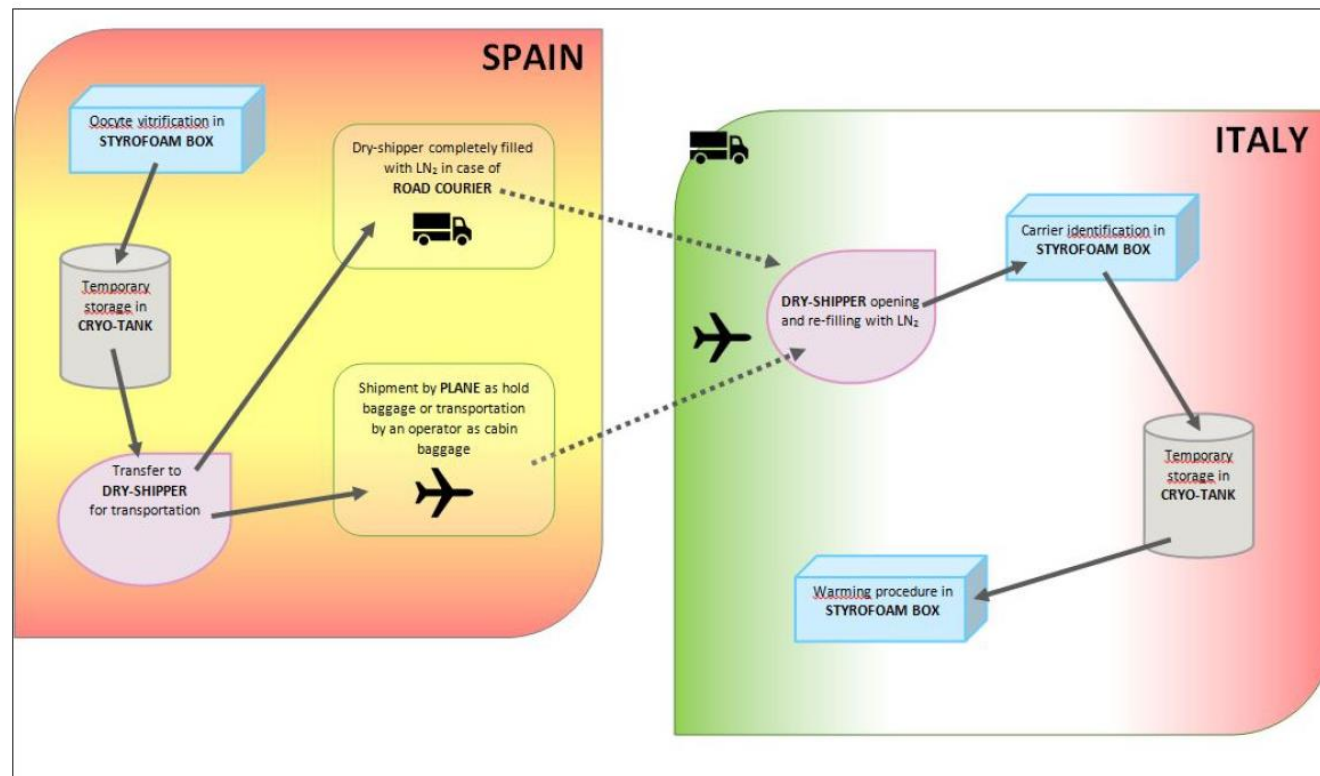 SPAIN
Oocyte vitrification in
STYROFOAM BOX
Temporary
storage in
CRYO-TANK
Transfer to
DRY-SHIPPER
for transportation
Dry-shipper completely filled
with LN₂ in case of
ROAD COURIER
Shipment by PLANE as hold
baggage or transportation
by an operator as cabin
baggage
ITALY
DRY-SHIPPER opening
and re-filling with LN₂
Carrier identification in
STYROFOAM BOX
Temporary
storage in
CRYO-TANK
Warming procedure in
STYROFOAM BOX